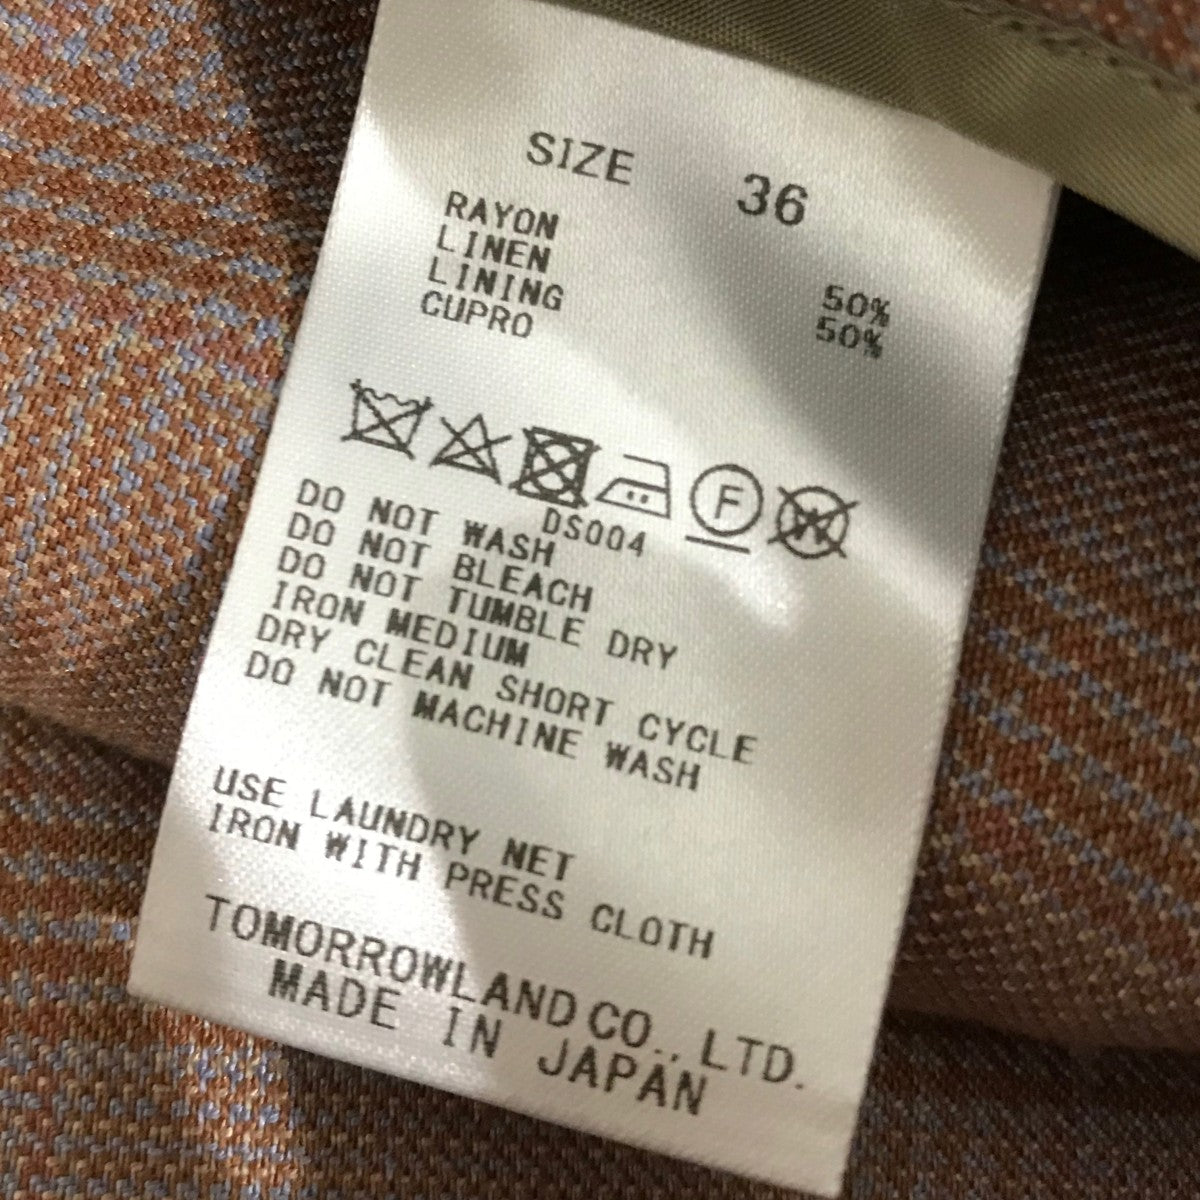 SIZE 36
RAYON 50%
LINEN 50%
LINING
CUPRO
F W
DS004
DO NOT WASH
DO NOT BLEACH
DO NOT TUMBLE DRY
IRON MEDIUM
DRY CLEAN SHORT CYCLE
DO NOT MACHINE WASH
USE LAUNDRY NET
IRON WITH PRESS CLOTH
TOMORROWLAND CO., LTD.
MADE IN JAPAN